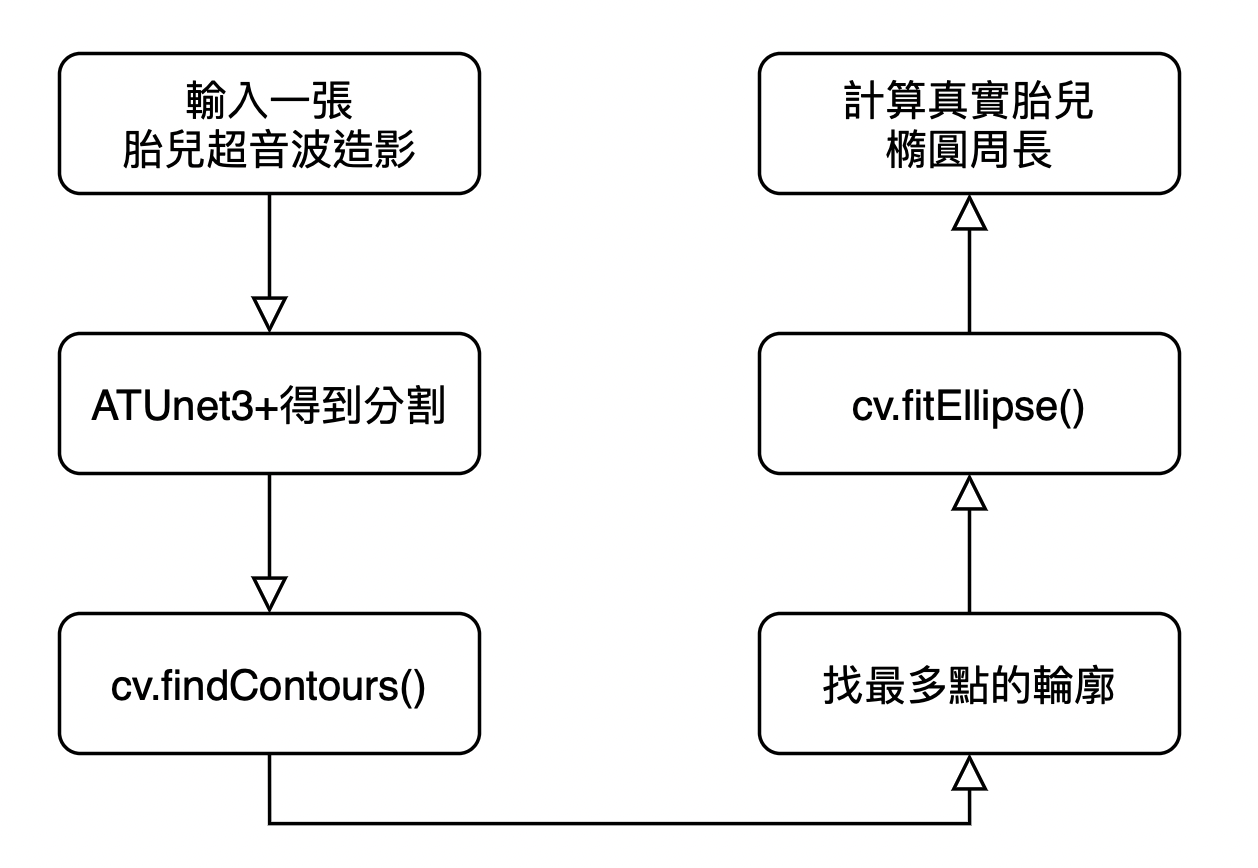 輸入一張
胎兒超音波造影
ATUnet3+得到分割
cv.findContours()
找最多點的輪廓
cv.fitEllipse()
計算真實胎兒
橢圓周長